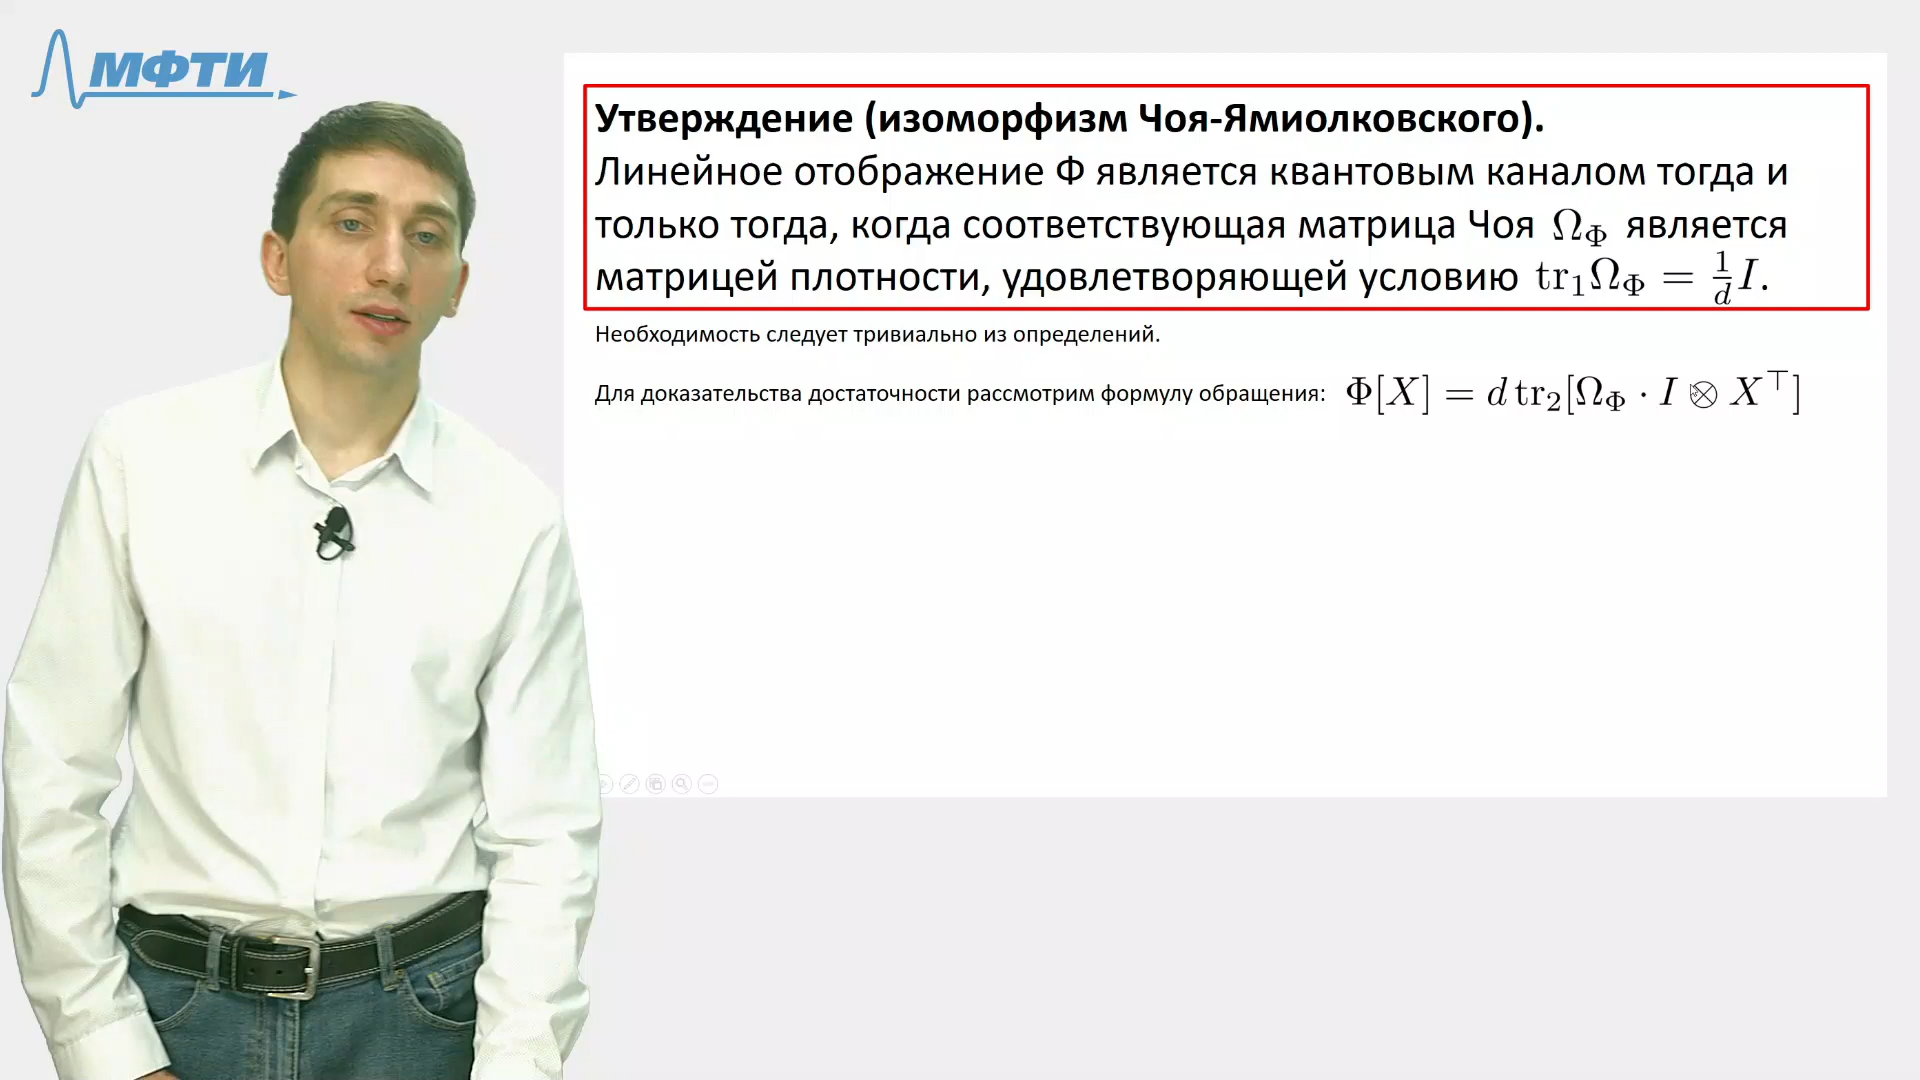 МФТИ
Утверждение (изоморфизм Чоя-Ямиолковского).
Линейное отображение Ф является квантовым каналом тогда и
только тогда, когда соответствующая матрица Чоя Ω_Φ является
матрицей плотности, удовлетворяющей условию tr₁Ω_Φ = 1/d I.
Необходимость следует тривиально из определений.
Для доказательства достаточности рассмотрим формулу обращения: Φ[X] = d tr₂[Ω_Φ · I ⊗ X^⊤]